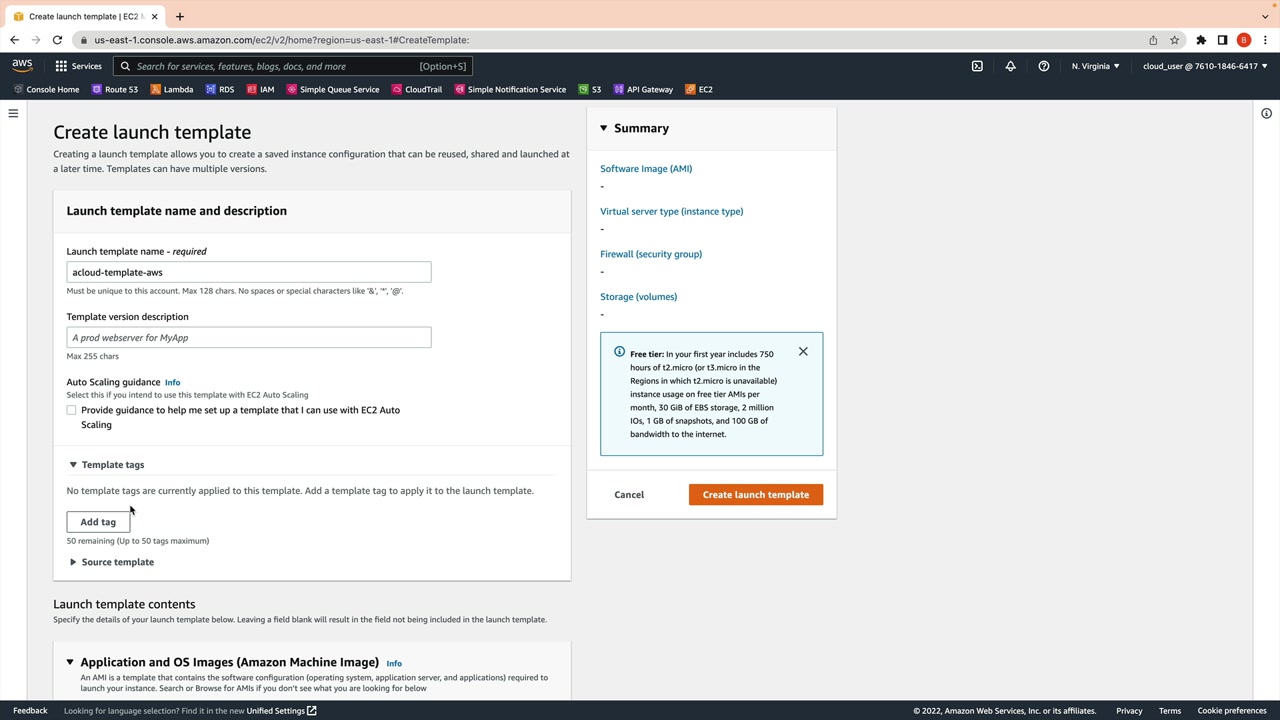 Create launch template | EC2 M
us-east-1.console.aws.amazon.com/ec2/v2/home?region=us-east-1#CreateTemplate:
B
aws
Services
Search for services, features, blogs, docs, and more
[Option+S]
N. Virginia
cloud_user @ 7610-1846-6417
Console Home
Route 53
Lambda
RDS
IAM
Simple Queue Service
CloudTrail
Simple Notification Service
S3
API Gateway
EC2
Create launch template
Creating a launch template allows you to create a saved instance configuration that can be reused, shared and launched at
a later time. Templates can have multiple versions.
Launch template name and description
Launch template name - required
acloud-template-aws
Must be unique to this account. Max 128 chars. No spaces or special characters like '&', '*', '@'.
Template version description
A prod webserver for MyApp
Max 255 chars
Auto Scaling guidance Info
Select this if you intend to use this template with EC2 Auto Scaling
Provide guidance to help me set up a template that I can use with EC2 Auto
Scaling
Template tags
No template tags are currently applied to this template. Add a template tag to apply it to the launch template.
Add tag
50 remaining (Up to 50 tags maximum)
Source template
Launch template contents
Specify the details of your launch template below. Leaving a field blank will result in the field not being included in the launch template.
Application and OS Images (Amazon Machine Image) Info
An AMI is a template that contains the software configuration (operating system, application server, and applications) required to
launch your instance. Search or Browse for AMIs if you don't see what you are looking for below
Summary
Software Image (AMI)
-
Virtual server type (instance type)
-
Firewall (security group)
-
Storage (volumes)
-
Free tier: In your first year includes 750
hours of t2.micro (or t3.micro in the
Regions in which t2.micro is unavailable)
instance usage on free tier AMIs per
month, 30 GiB of EBS storage, 2 million
IOs, 1 GB of snapshots, and 100 GB of
bandwidth to the internet.
Cancel
Create launch template
Feedback
Looking for language selection? Find it in the new Unified Settings
© 2022, Amazon Web Services, Inc. or its affiliates.
Privacy
Terms
Cookie preferences